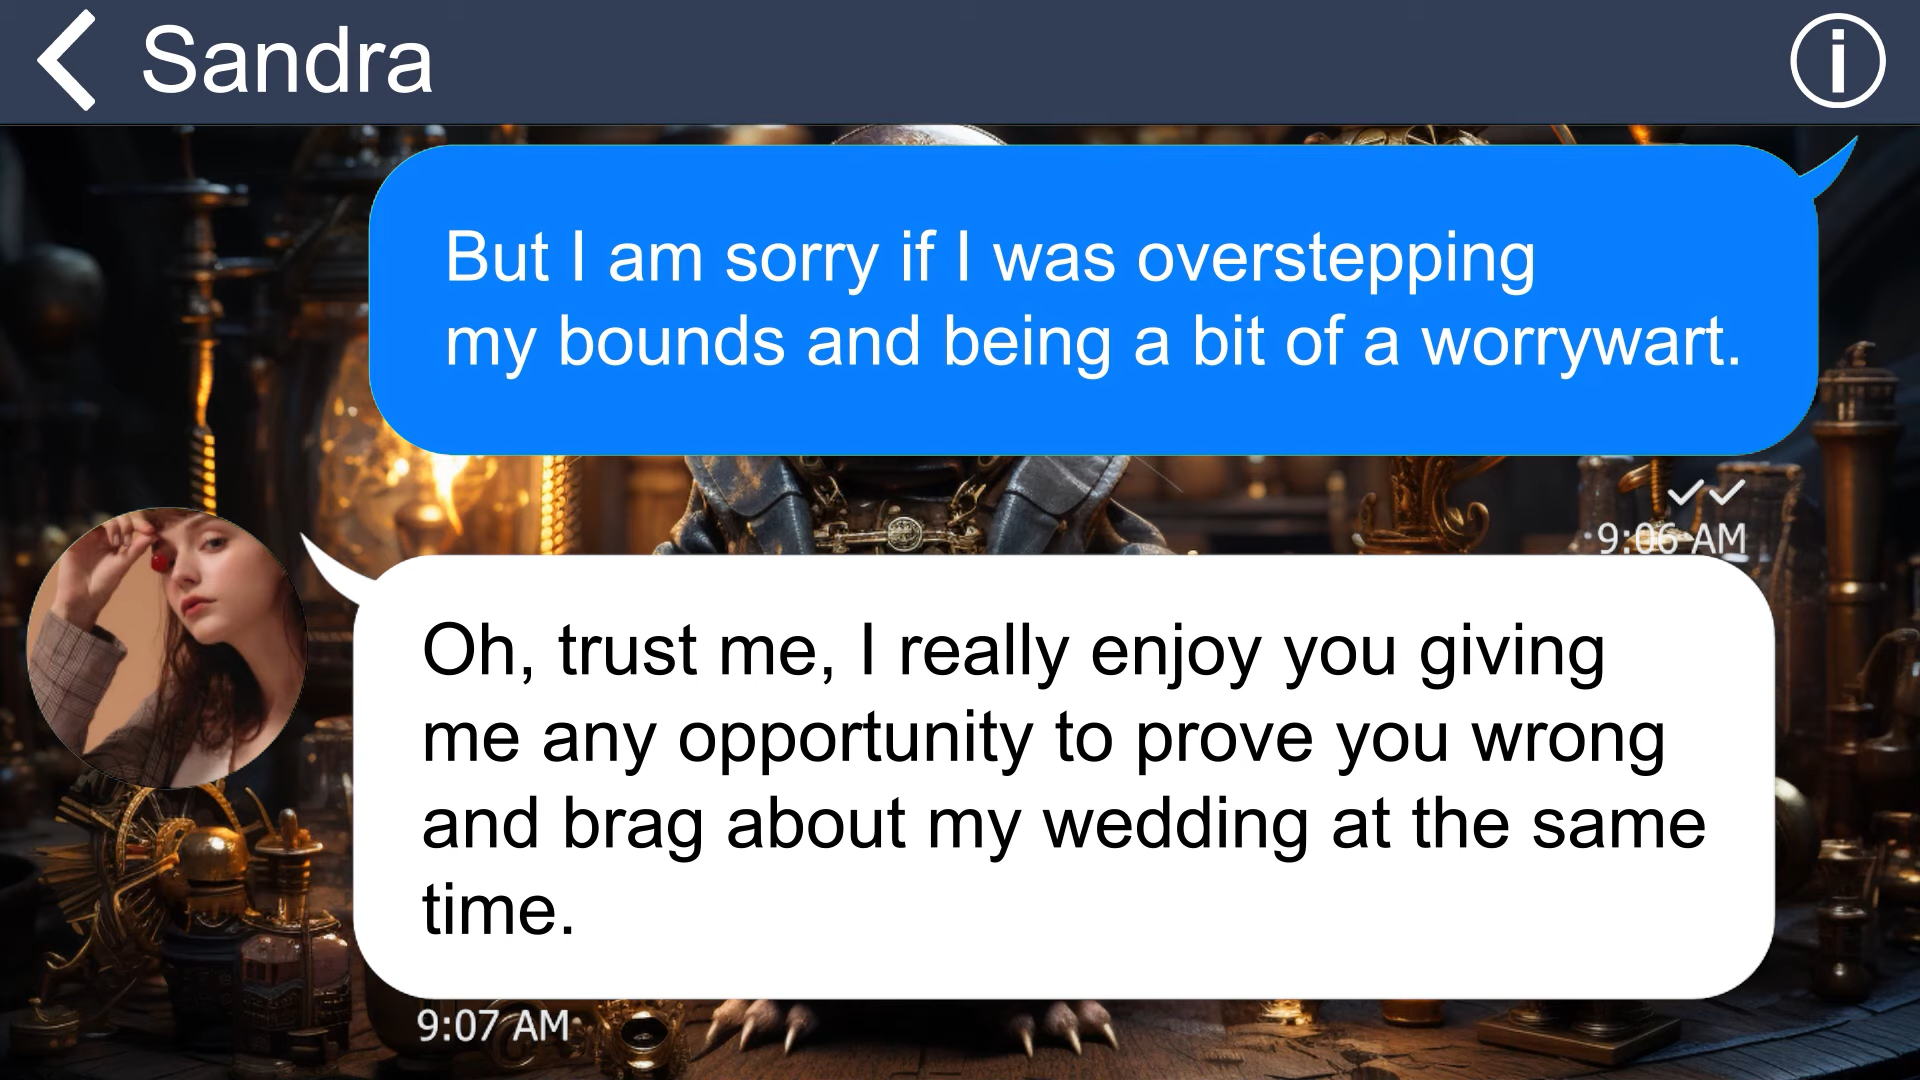 Sandra
But I am sorry if I was overstepping
my bounds and being a bit of a worrywart.
9:06 AM
Oh, trust me, I really enjoy you giving
me any opportunity to prove you wrong
and brag about my wedding at the same
time.
9:07 AM